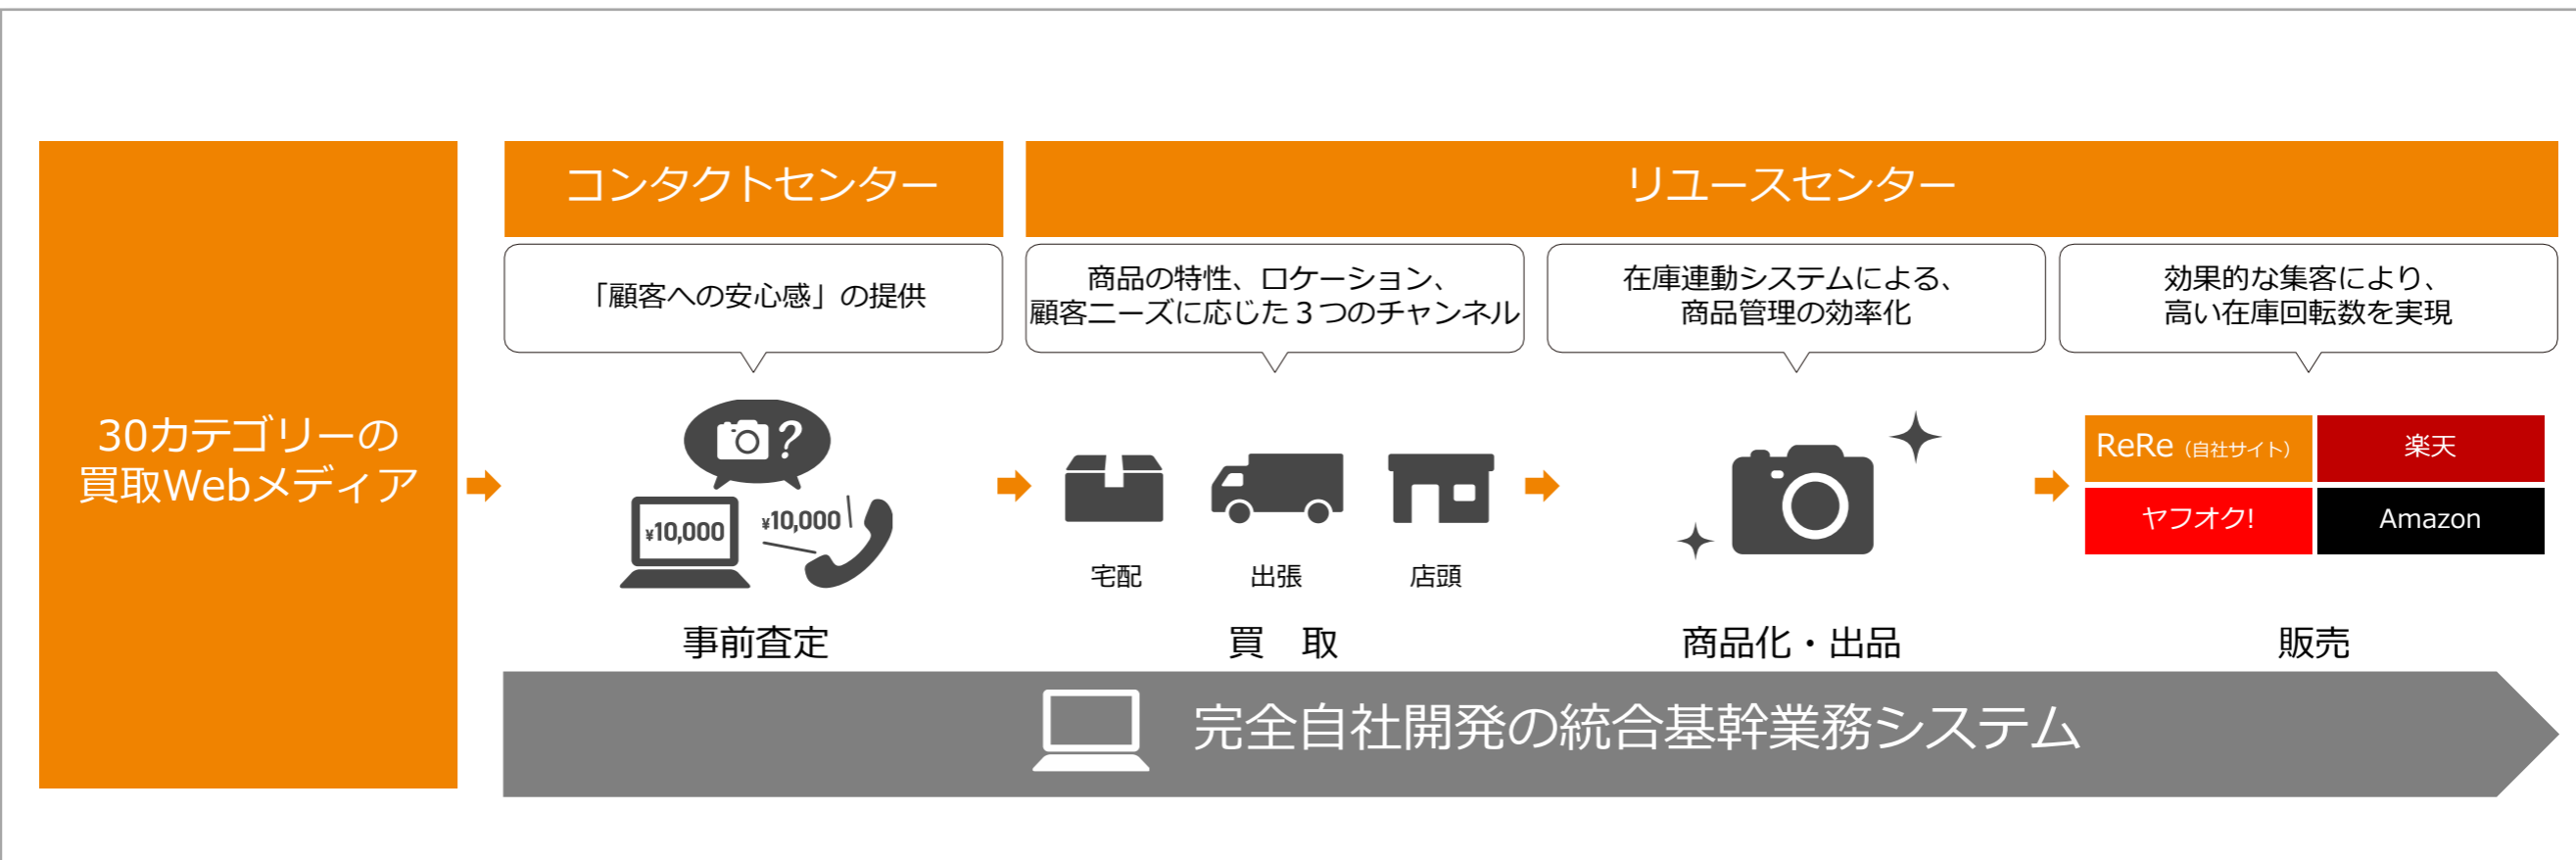 30カテゴリーの
買取Webメディア
コンタクトセンター
「顧客への安心感」の提供
¥10,000
¥10,000
?
事前査定
リユースセンター
商品の特性、ロケーション、
顧客ニーズに応じた３つのチャンネル
宅配
出張
店頭
買　取
在庫連動システムによる、
商品管理の効率化
商品化・出品
効果的な集客により、
高い在庫回転数を実現
ReRe（自社サイト）
楽天
ヤフオク!
Amazon
販売
完全自社開発の統合基幹業務システム